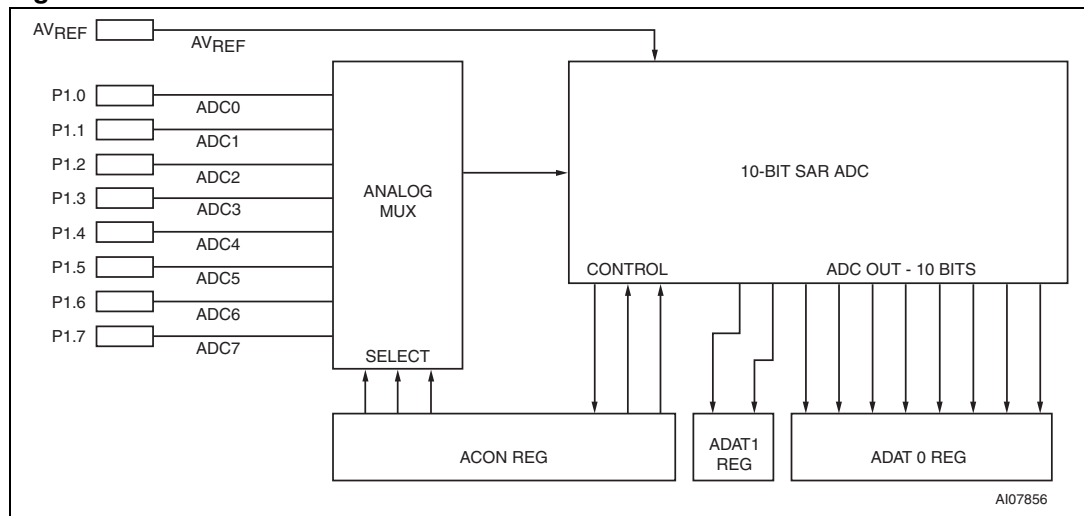 AVREF
AVREF
P1.0
ADC0
P1.1
ADC1
P1.2
ADC2
P1.3
ADC3
P1.4
ADC4
P1.5
ADC5
P1.6
ADC6
P1.7
ADC7
ANALOG
MUX
SELECT
10-BIT SAR ADC
CONTROL
ADC OUT - 10 BITS
ACON REG
ADAT1
REG
ADAT 0 REG
AI07856